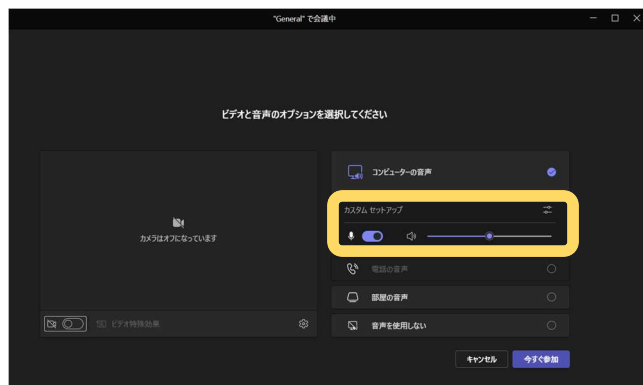 "General" で会議中
ビデオと音声のオプションを選択してください
コンピューターの音声
カスタム セットアップ
カメラはオフになっています
電話の音声
部屋の音声
ビデオ特殊効果
音声を使用しない
キャンセル
今すぐ参加